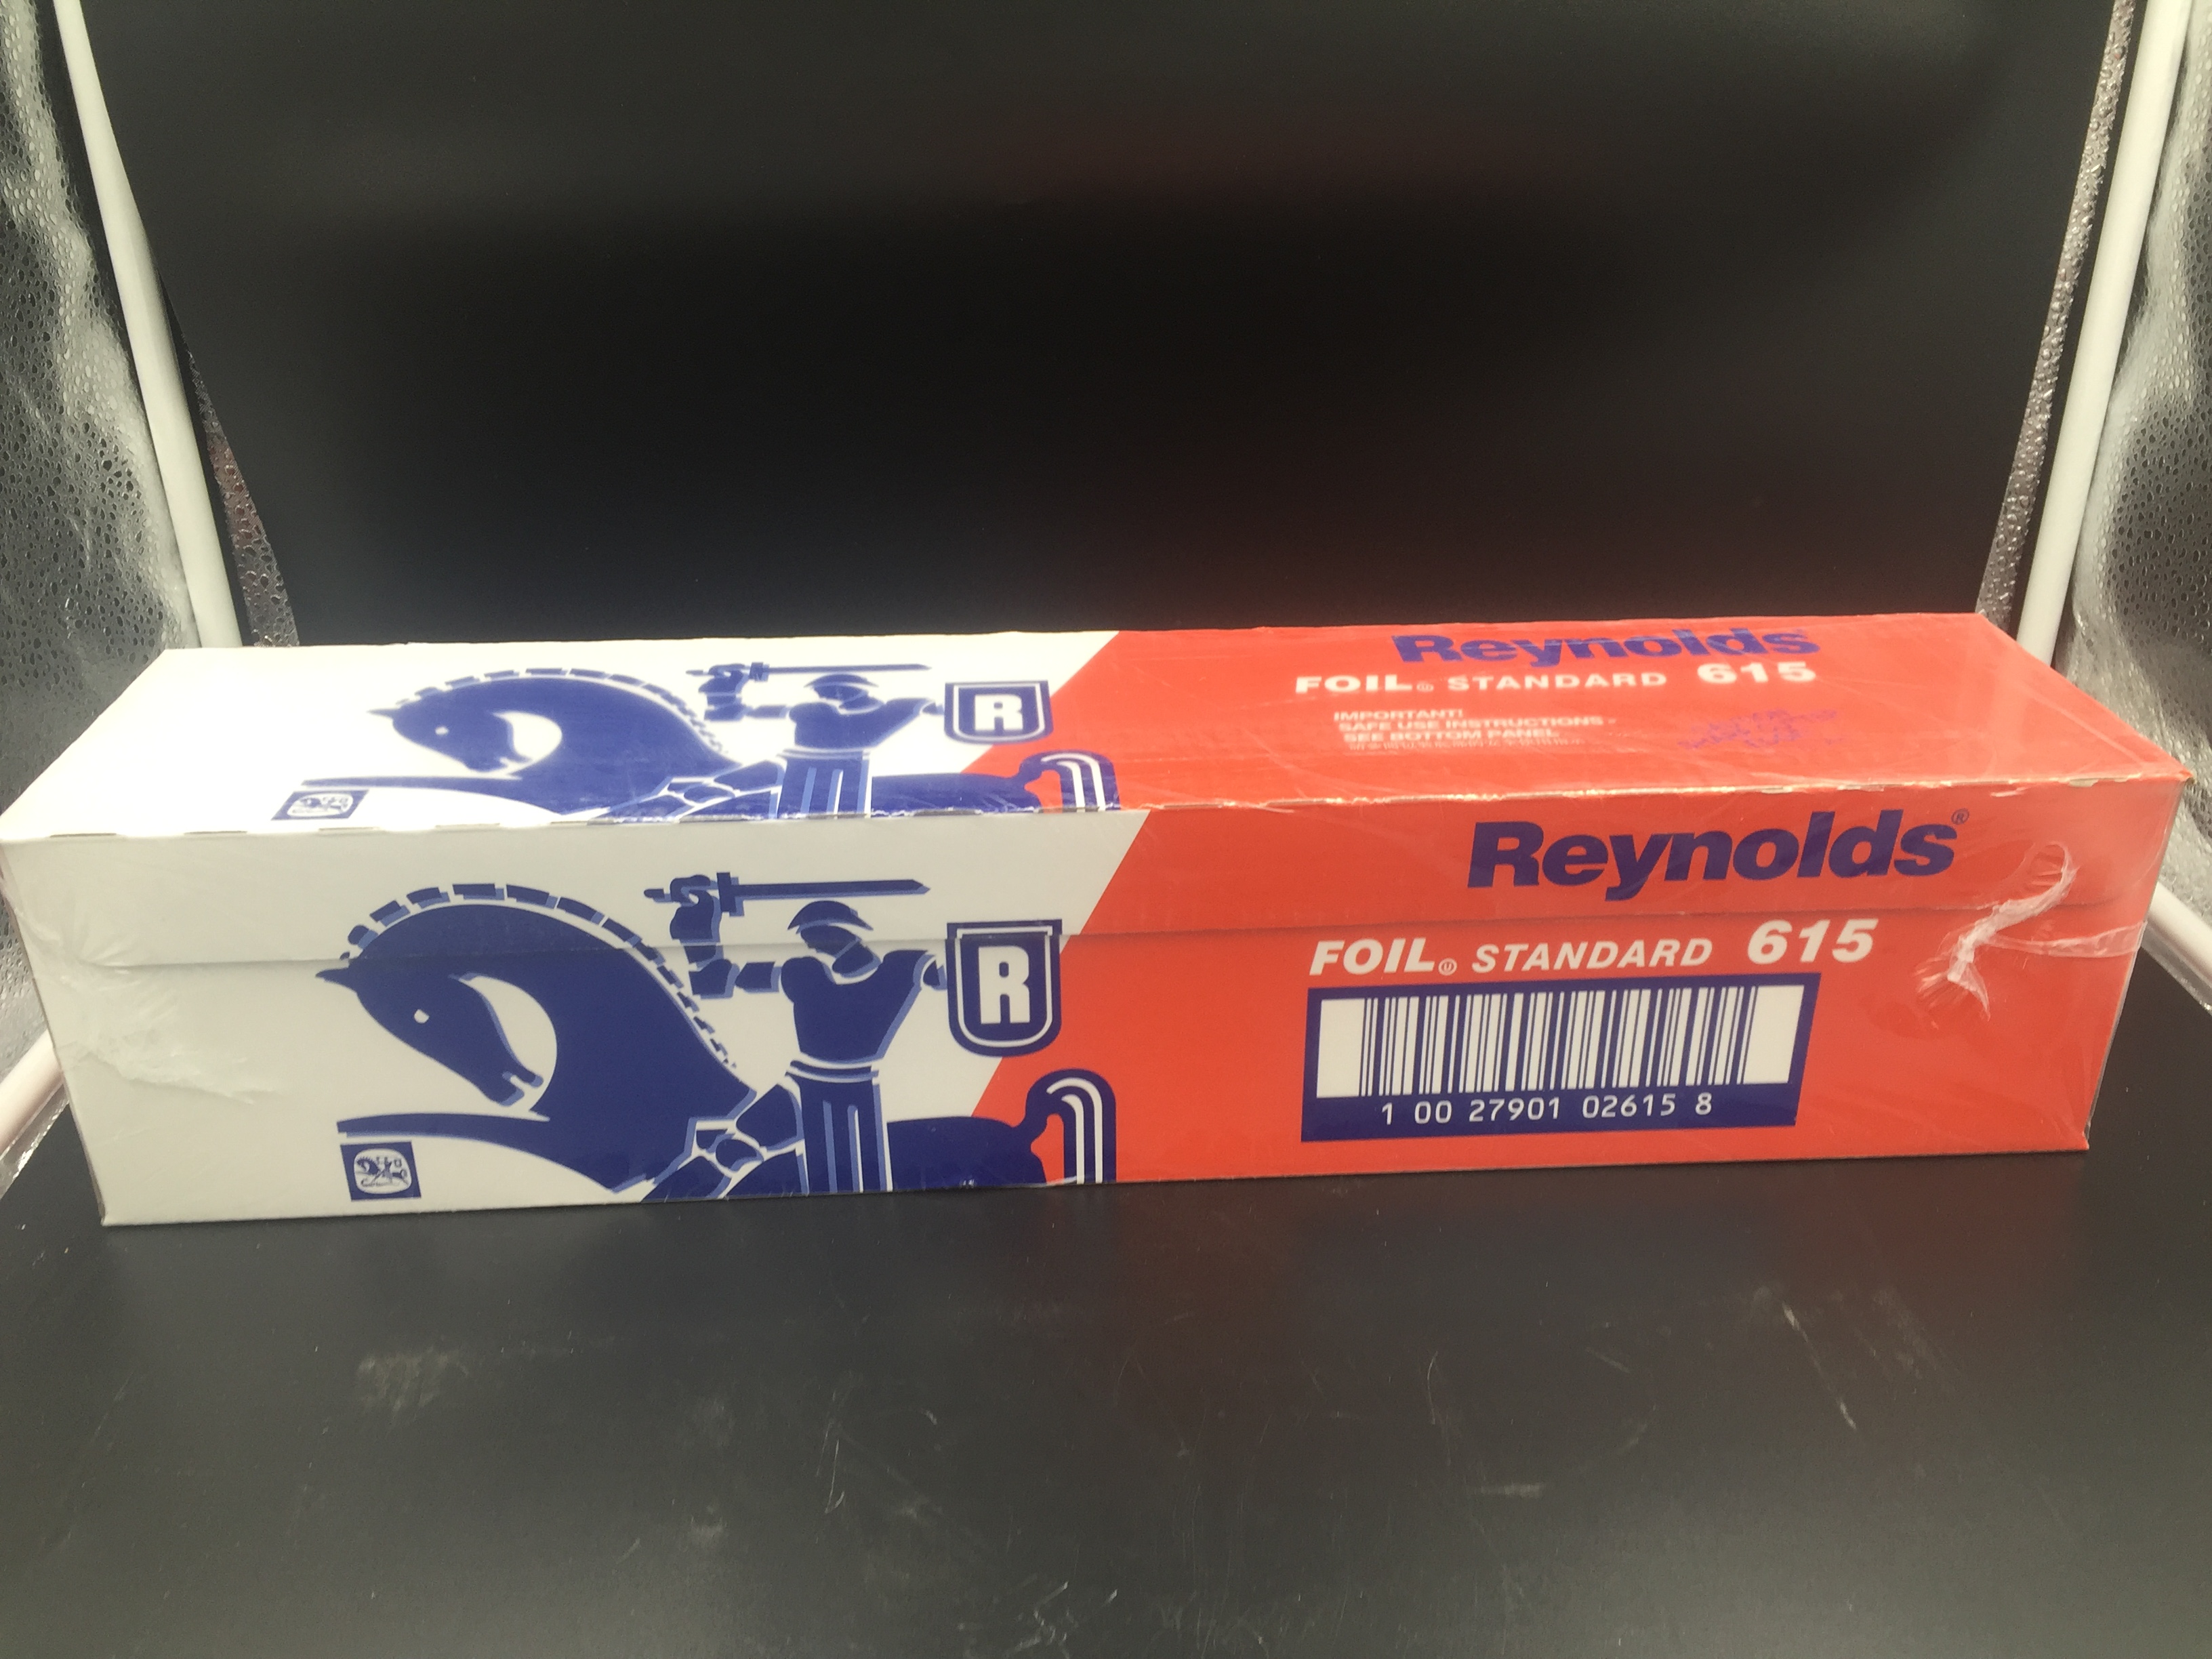 Reynolds
FOIL Ⓤ STANDARD 615
IMPORTANT!
SAFE USE INSTRUCTIONS -
SEE BOTTOM PANEL
R
Reynolds®
FOIL Ⓤ STANDARD 615
R
1 00 27901 02615 8